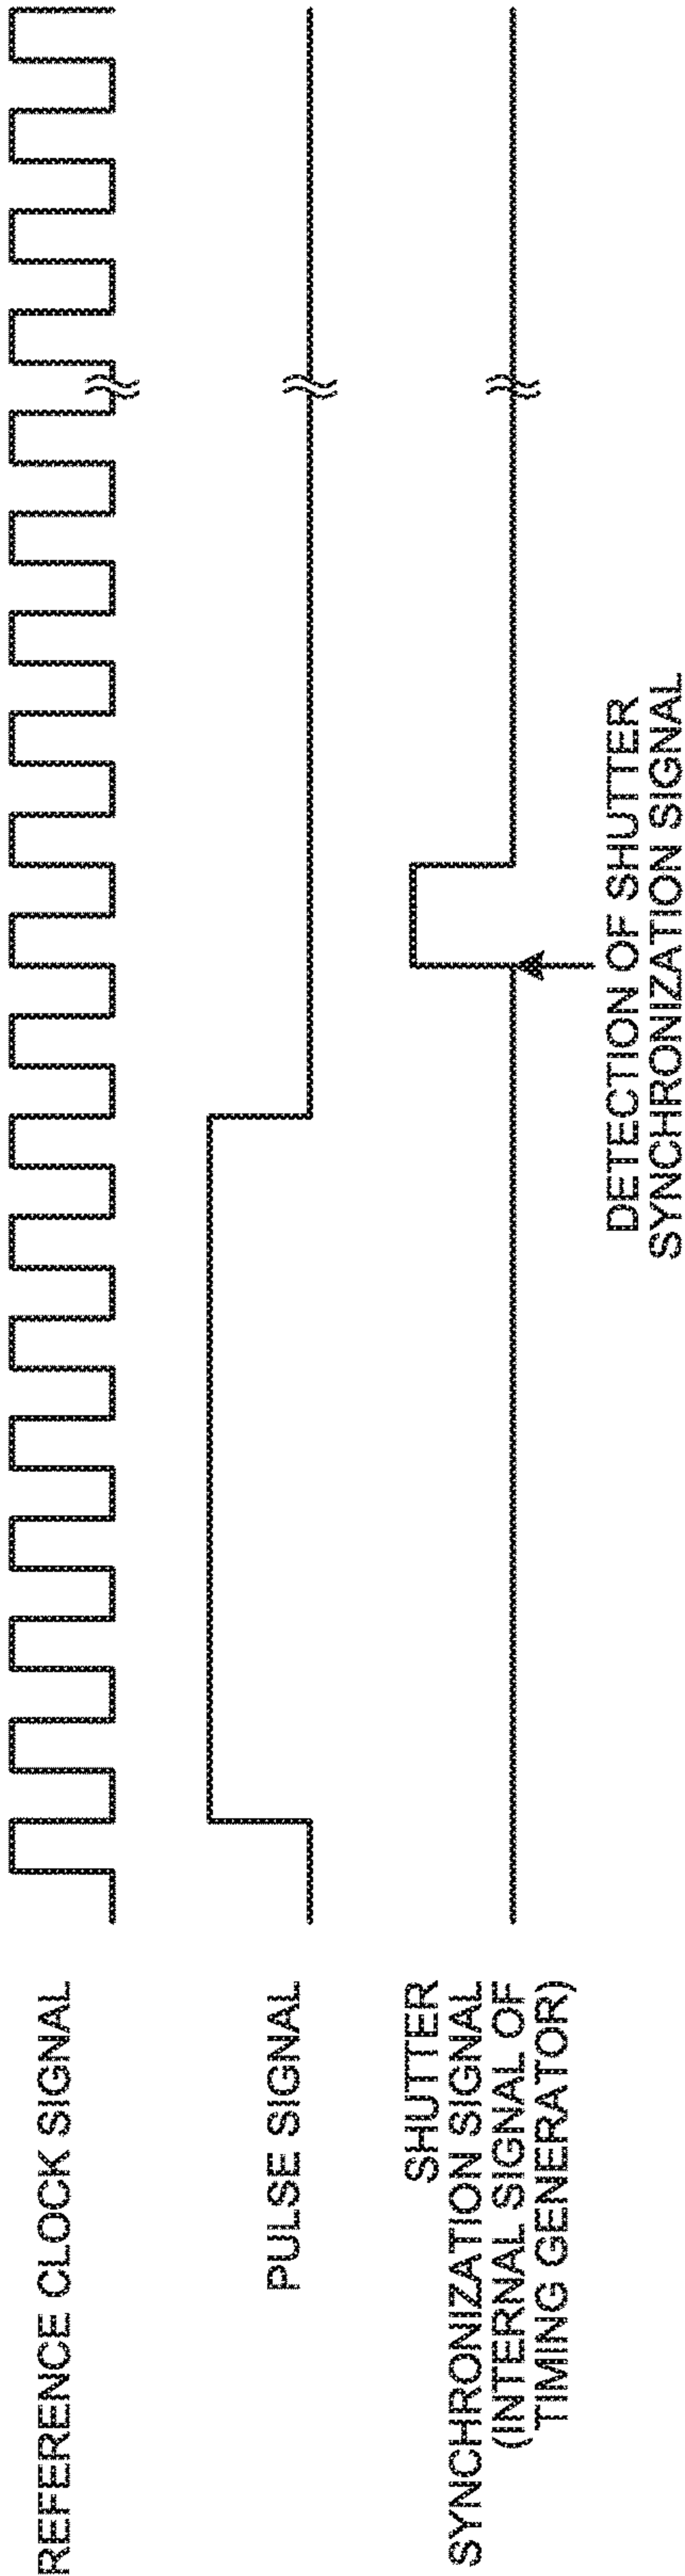 REFERENCE CLOCK SIGNAL
PULSE SIGNAL
SHUTTER
SYNCHRONIZATION SIGNAL
(INTERNAL SIGNAL OF
TIMING GENERATOR)
DETECTION OF SHUTTER
SYNCHRONIZATION SIGNAL